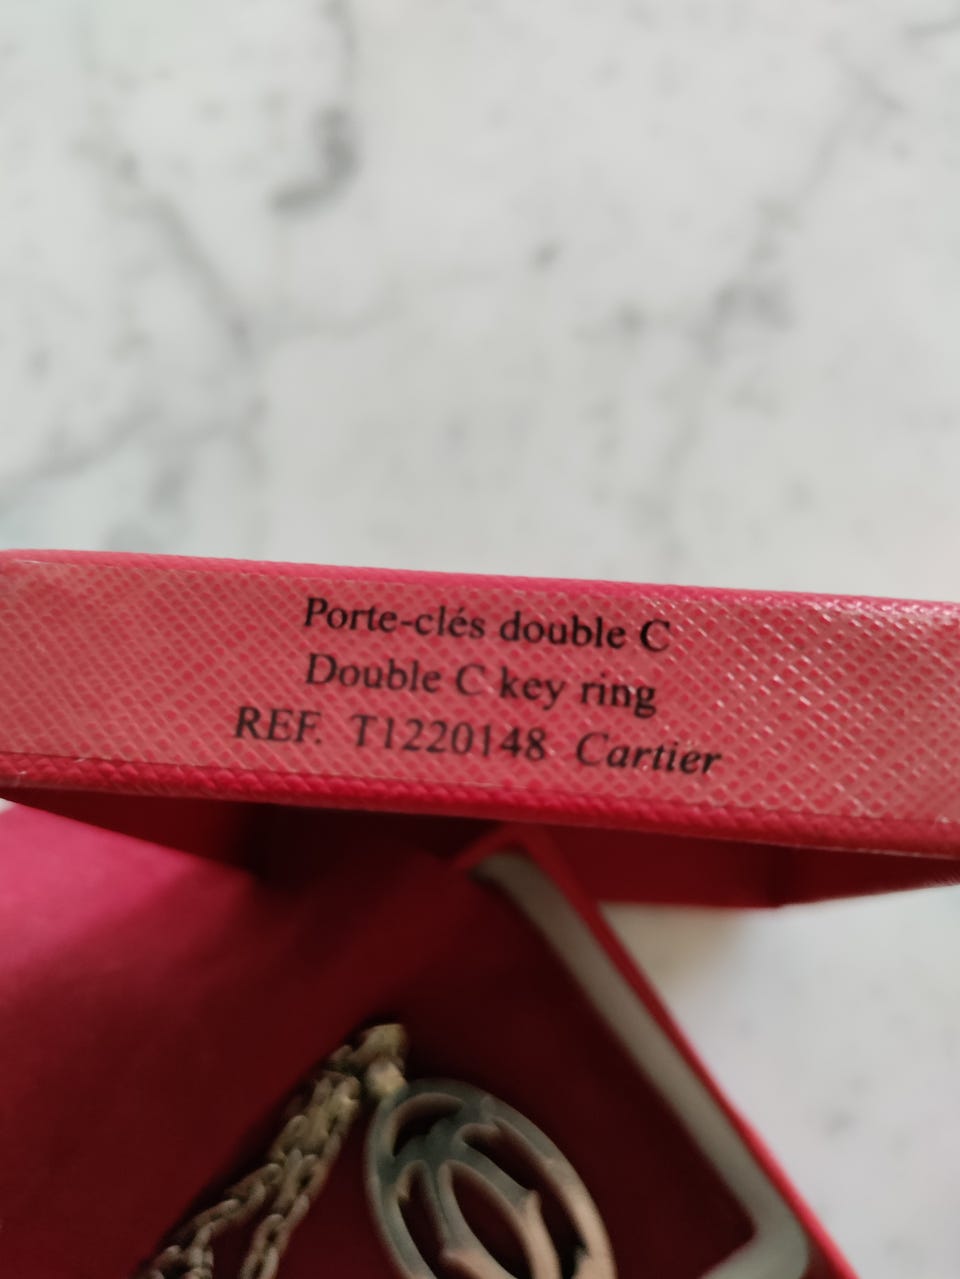 Porte-clés double C
Double C key ring
REF. T1220148 Cartier